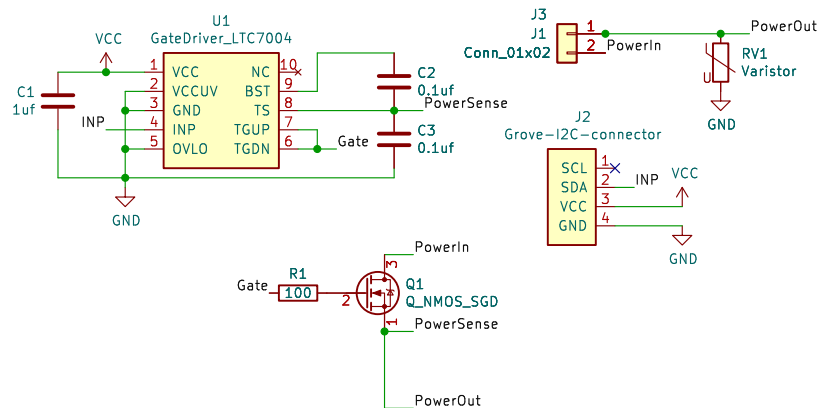 U1
GateDriver_LTC7004
VCC
C1
1uf
INP
1 VCC NC 10
2 VCCUV BST 9
3 GND TS 8
4 INP TGUP 7
5 OVLO TGDN 6
Gate
GND
C2
0.1uf
PowerSense
C3
0.1uf
J3
J1
Conn_01x02
1
2
PowerIn
PowerOut
RV1
Varistor
U
GND
J2
Grove-I2C-connector
SCL 1
SDA 2
VCC 3
GND 4
INP
VCC
GND
PowerIn
3
Gate
R1
100
2
Q1
Q_NMOS_SGD
1
PowerSense
PowerOut